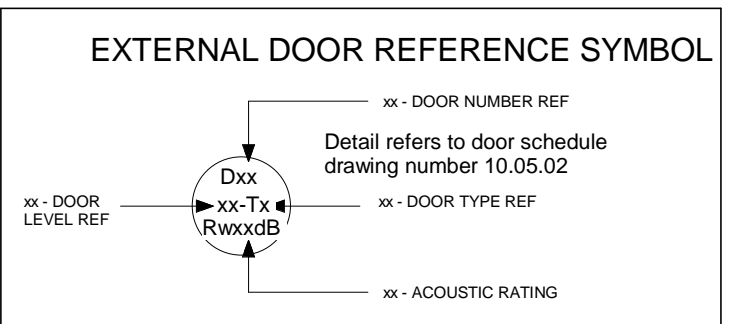 EXTERNAL DOOR REFERENCE SYMBOL
xx - DOOR NUMBER REF
Detail refers to door schedule
drawing number 10.05.02
Dxx
xx-Tx
RwxxdB
xx - DOOR
LEVEL REF
xx - DOOR TYPE REF
xx - ACOUSTIC RATING